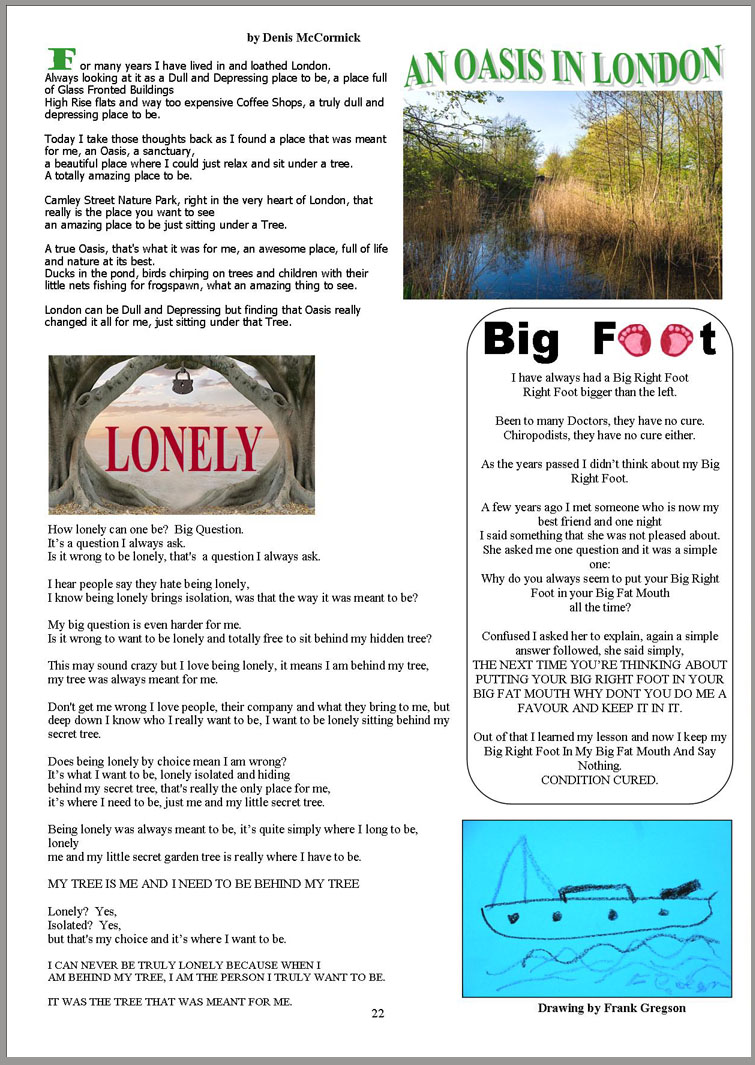 by Denis McCormick
For many years I have lived in and loathed London.
Always looking at it as a Dull and Depressing place to be, a place full
of Glass Fronted Buildings
High Rise flats and way too expensive Coffee Shops, a truly dull and
depressing place to be.
Today I take those thoughts back as I found a place that was meant
for me, an Oasis, a sanctuary,
a beautiful place where I could just relax and sit under a tree.
A totally amazing place to be.
Camley Street Nature Park, right in the very heart of London, that
really is the place you want to see
an amazing place to be just sitting under a Tree.
A true Oasis, that's what it was for me, an awesome place, full of life
and nature at its best.
Ducks in the pond, birds chirping on trees and children with their
little nets fishing for frogspawn, what an amazing thing to see.
London can be Dull and Depressing but finding that Oasis really
changed it all for me, just sitting under that Tree.
AN OASIS IN LONDON
LONELY
How lonely can one be? Big Question.
It's a question I always ask.
Is it wrong to be lonely, that's a question I always ask.
I hear people say they hate being lonely,
I know being lonely brings isolation, was that the way it was meant to be?
My big question is even harder for me.
Is it wrong to want to be lonely and totally free to sit behind my hidden tree?
This may sound crazy but I love being lonely, it means I am behind my tree,
my tree was always meant for me.
Don't get me wrong I love people, their company and what they bring to me, but
deep down I know who I really want to be, I want to be lonely sitting behind my
secret tree.
Does being lonely by choice mean I am wrong?
It's what I want to be, lonely isolated and hiding
behind my secret tree, that's really the only place for me,
it's where I need to be, just me and my little secret tree.
Being lonely was always meant to be, it's quite simply where I long to be,
lonely
me and my little secret garden tree is really where I have to be.
MY TREE IS ME AND I NEED TO BE BEHIND MY TREE
Lonely? Yes,
Isolated? Yes,
but that's my choice and it's where I want to be.
I CAN NEVER BE TRULY LONELY BECAUSE WHEN I
AM BEHIND MY TREE, I AM THE PERSON I TRULY WANT TO BE.
IT WAS THE TREE THAT WAS MEANT FOR ME.
Big Foot
I have always had a Big Right Foot
Right Foot bigger than the left.
Been to many Doctors, they have no cure.
Chiropodists, they have no cure either.
As the years passed I didn't think about my Big
Right Foot.
A few years ago I met someone who is now my
best friend and one night
I said something that she was not pleased about.
She asked me one question and it was a simple
one:
Why do you always seem to put your Big Right
Foot in your Big Fat Mouth
all the time?
Confused I asked her to explain, again a simple
answer followed, she said simply,
THE NEXT TIME YOU'RE THINKING ABOUT
PUTTING YOUR BIG RIGHT FOOT IN YOUR
BIG FAT MOUTH WHY DONT YOU DO ME A
FAVOUR AND KEEP IT IN IT.
Out of that I learned my lesson and now I keep my
Big Right Foot In My Big Fat Mouth And Say
Nothing.
CONDITION CURED.
Drawing by Frank Gregson
22